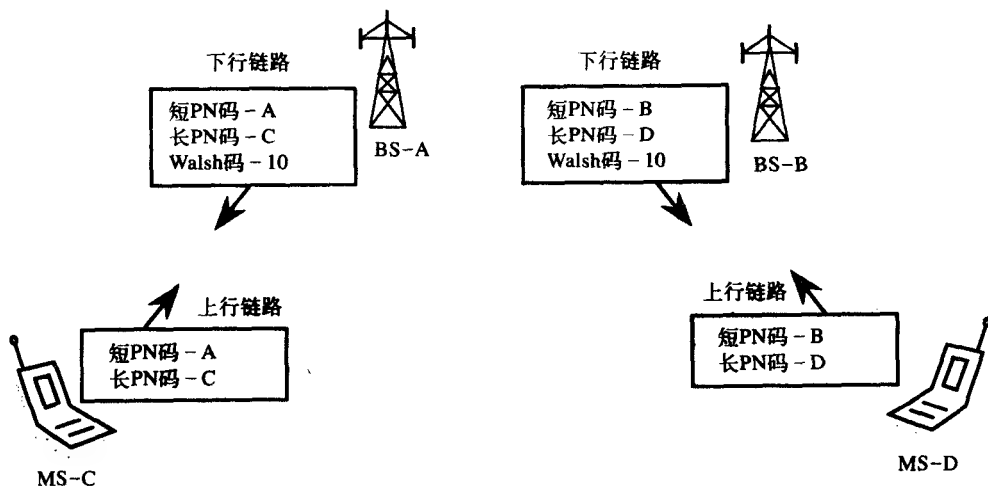 下行链路
短PN码－A
长PN码－C
Walsh码－10
BS-A
下行链路
短PN码－B
长PN码－D
Walsh码－10
BS-B
上行链路
短PN码－A
长PN码－C
MS-C
上行链路
短PN码－B
长PN码－D
MS-D